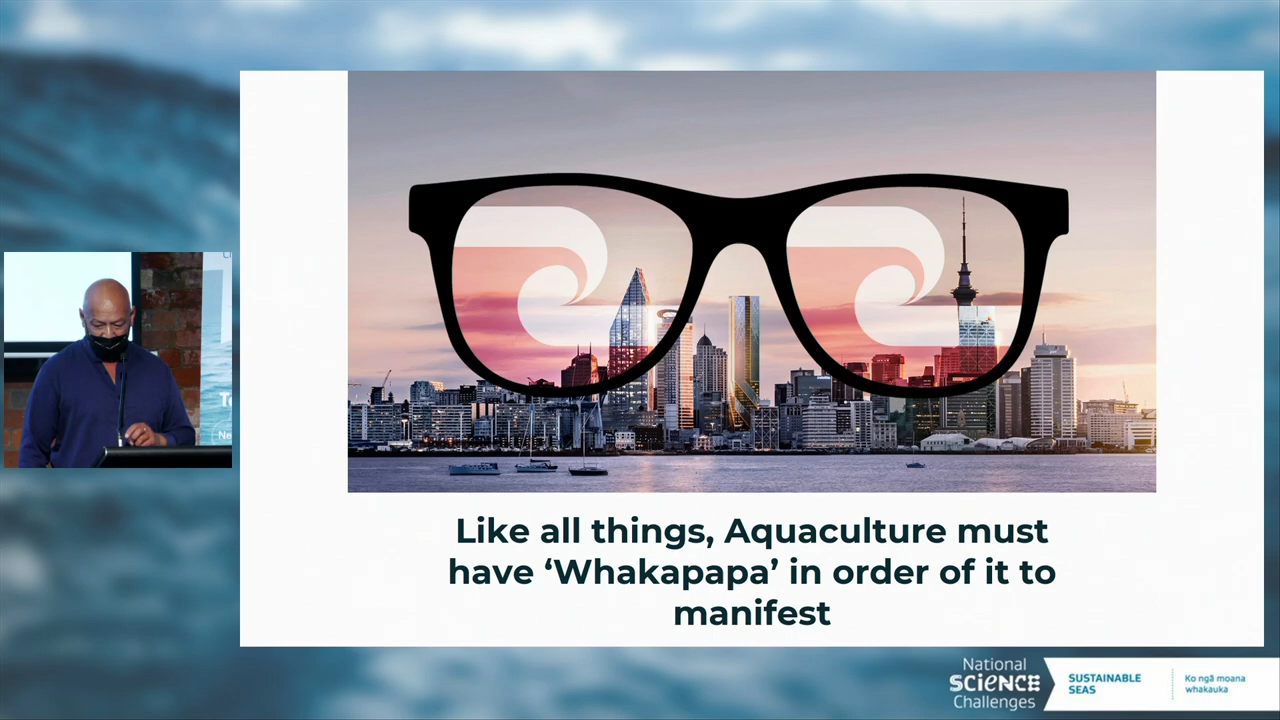 Like all things, Aquaculture must
have ‘Whakapapa’ in order of it to
manifest
National
SCIENCE
Challenges
SUSTAINABLE
SEAS
Ko ngā moana
whakauka